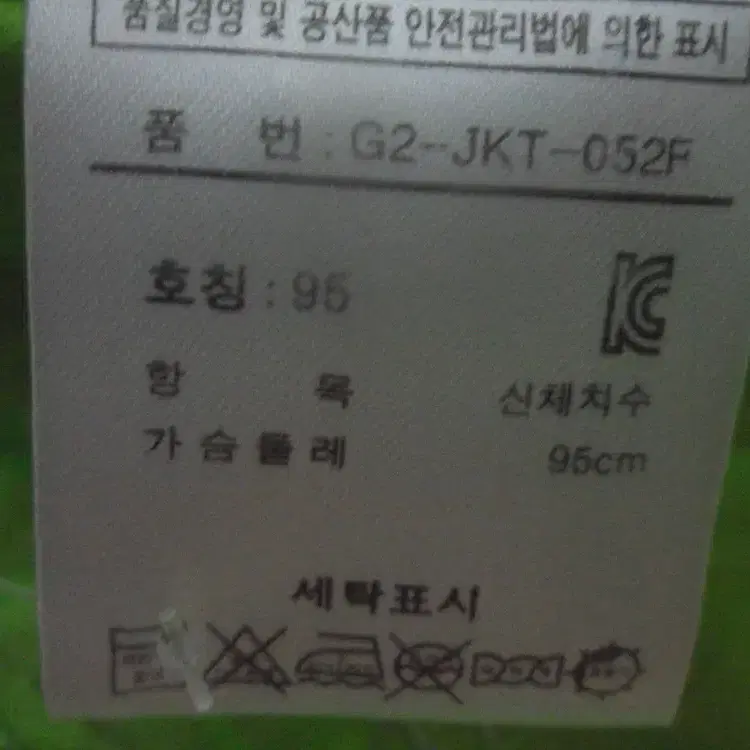 품질경영 및 공산품 안전관리법에 의한 표시
품 번 : G2-JKT-052F
호칭 : 95
KC
항 목 신체치수
가슴둘레 95cm
세탁표시